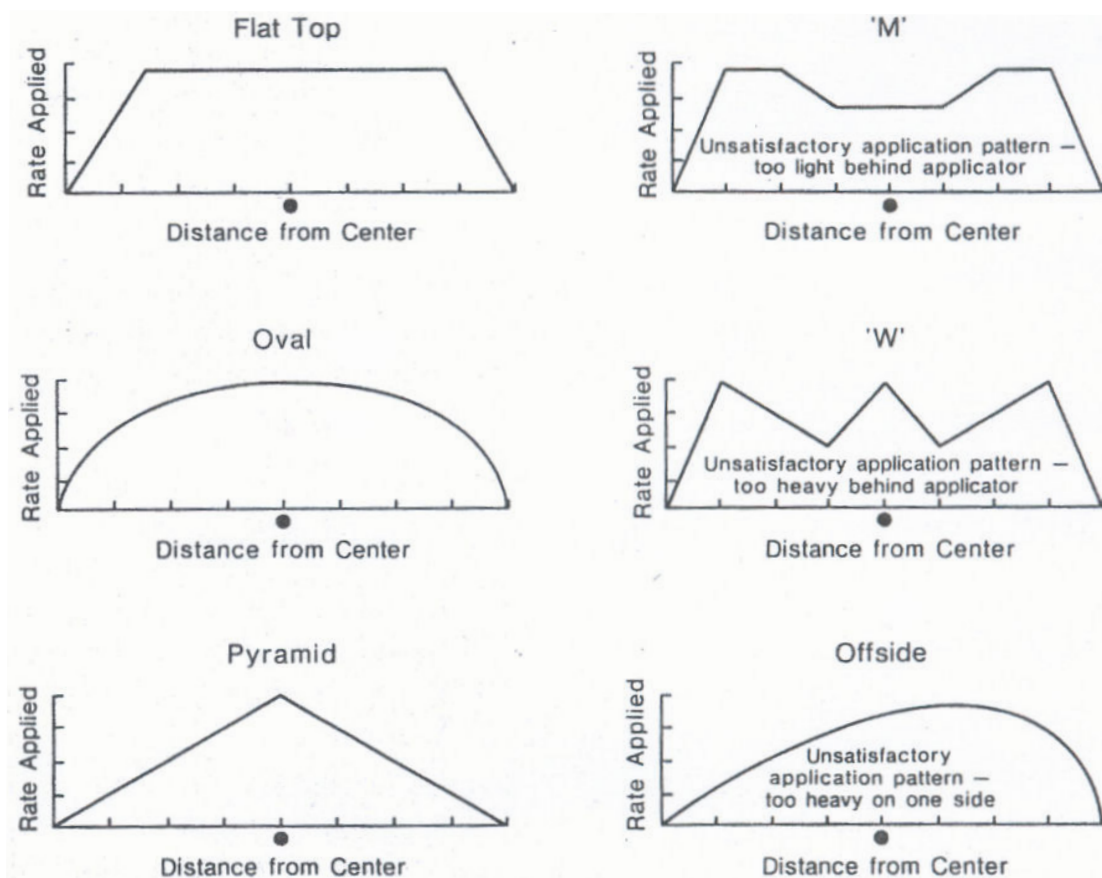 Flat Top
Rate Applied
Distance from Center
'M'
Rate Applied
Unsatisfactory application pattern –
too light behind applicator
Distance from Center
Oval
Rate Applied
Distance from Center
'W'
Rate Applied
Unsatisfactory application pattern –
too heavy behind applicator
Distance from Center
Pyramid
Rate Applied
Distance from Center
Offside
Rate Applied
Unsatisfactory
application pattern –
too heavy on one side
Distance from Center